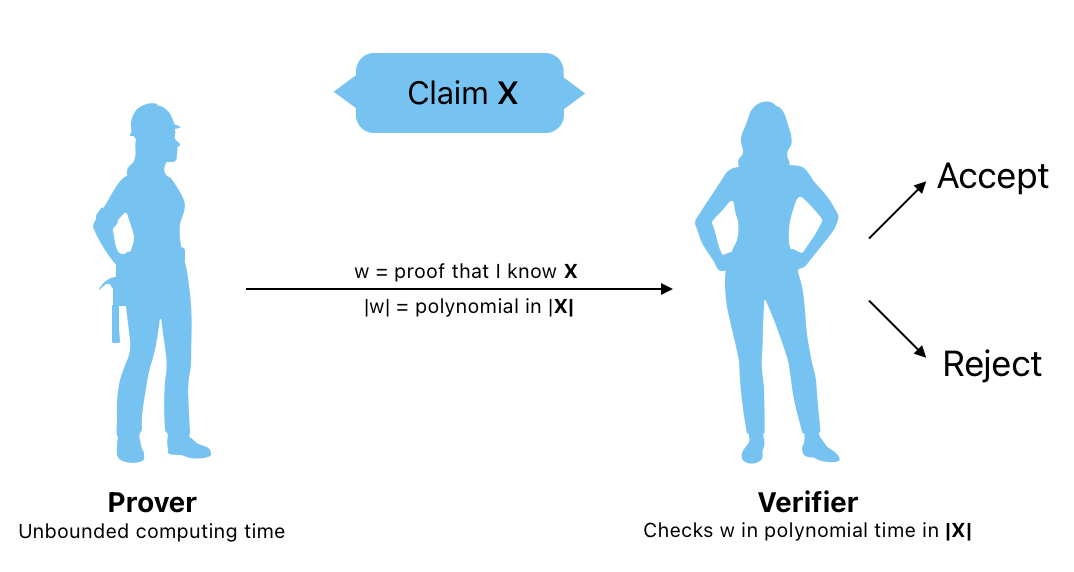 Claim X
Accept
w = proof that I know X
|w| = polynomial in |X|
Reject
Prover
Unbounded computing time
Verifier
Checks w in polynomial time in |X|